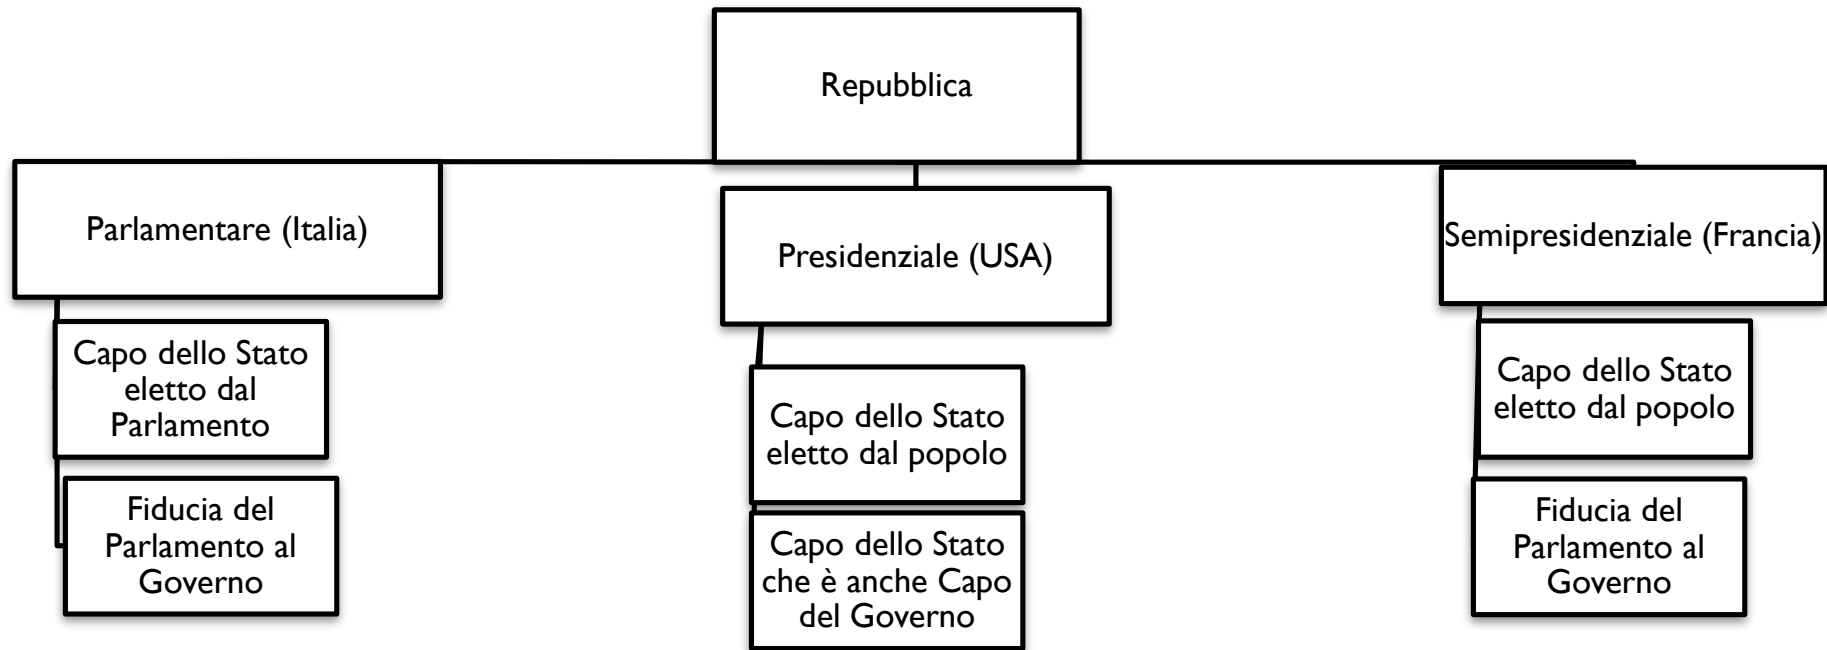 Repubblica
Parlamentare (Italia)
Capo dello Stato
eletto dal
Parlamento
Fiducia del
Parlamento al
Governo
Presidenziale (USA)
Capo dello Stato
eletto dal popolo
Capo dello Stato
che è anche Capo
del Governo
Semipresidenziale (Francia)
Capo dello Stato
eletto dal popolo
Fiducia del
Parlamento al
Governo